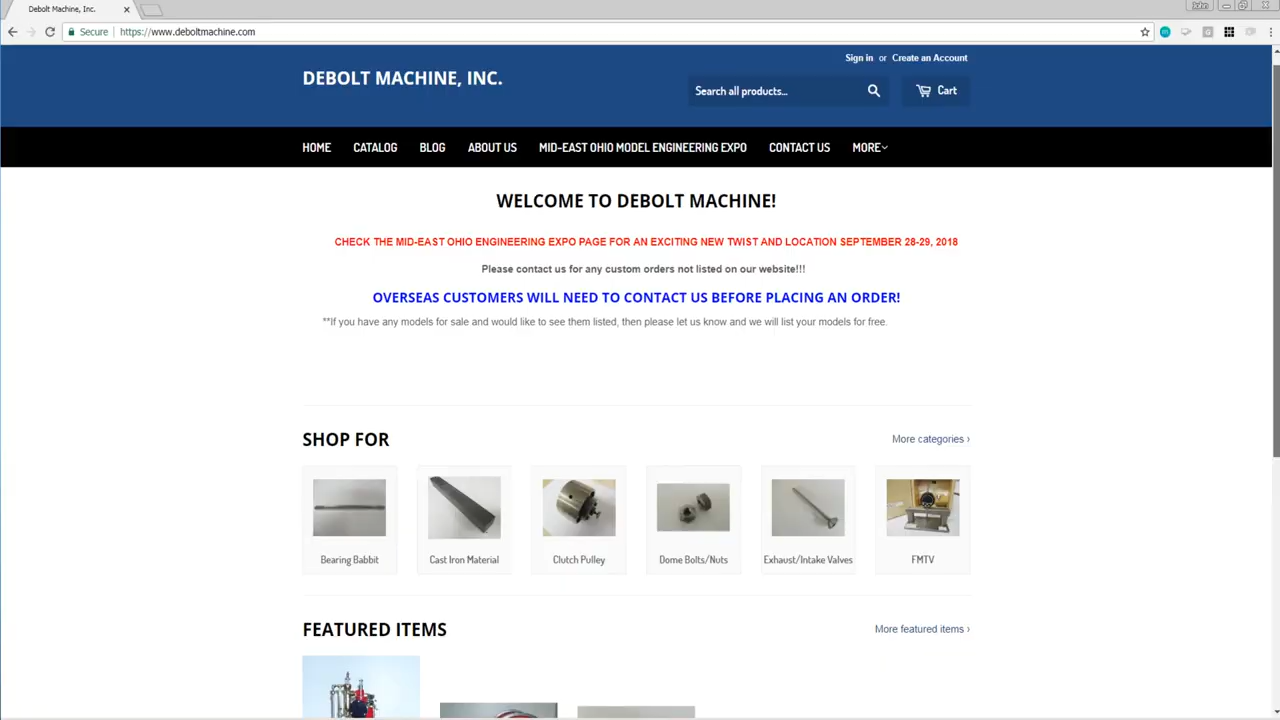 Debolt Machine, Inc.
John
Secure
https://www.deboltmachine.com
Sign in or Create an Account
DEBOLT MACHINE, INC.
Search all products...
Cart
HOME CATALOG BLOG ABOUT US MID-EAST OHIO MODEL ENGINEERING EXPO CONTACT US MORE
WELCOME TO DEBOLT MACHINE!
CHECK THE MID-EAST OHIO ENGINEERING EXPO PAGE FOR AN EXCITING NEW TWIST AND LOCATION SEPTEMBER 28-29, 2018
Please contact us for any custom orders not listed on our website!!!
OVERSEAS CUSTOMERS WILL NEED TO CONTACT US BEFORE PLACING AN ORDER!
**If you have any models for sale and would like to see them listed, then please let us know and we will list your models for free.
SHOP FOR
More categories ›
Bearing Babbit
Cast Iron Material
Clutch Pulley
Dome Bolts/Nuts
Exhaust/Intake Valves
FMTV
FEATURED ITEMS
More featured items ›